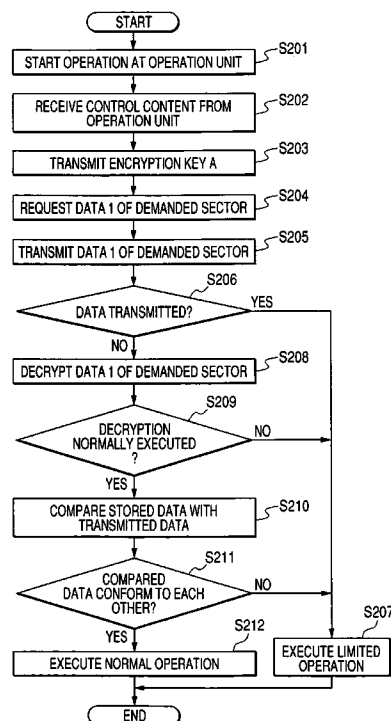 START
S201
START OPERATION AT OPERATION UNIT
S202
RECEIVE CONTROL CONTENT FROM
OPERATION UNIT
S203
TRANSMIT ENCRYPTION KEY A
S204
REQUEST DATA 1 OF DEMANDED SECTOR
S205
TRANSMIT DATA 1 OF DEMANDED SECTOR
S206
DATA TRANSMITTED?
YES
NO
S208
DECRYPT DATA 1 OF DEMANDED SECTOR
S209
DECRYPTION
NORMALLY EXECUTED
?
NO
YES
S210
COMPARE STORED DATA WITH
TRANSMITTED DATA
S211
COMPARED
DATA CONFORM TO EACH
OTHER?
NO
YES
S212
EXECUTE NORMAL OPERATION
S207
EXECUTE LIMITED
OPERATION
END